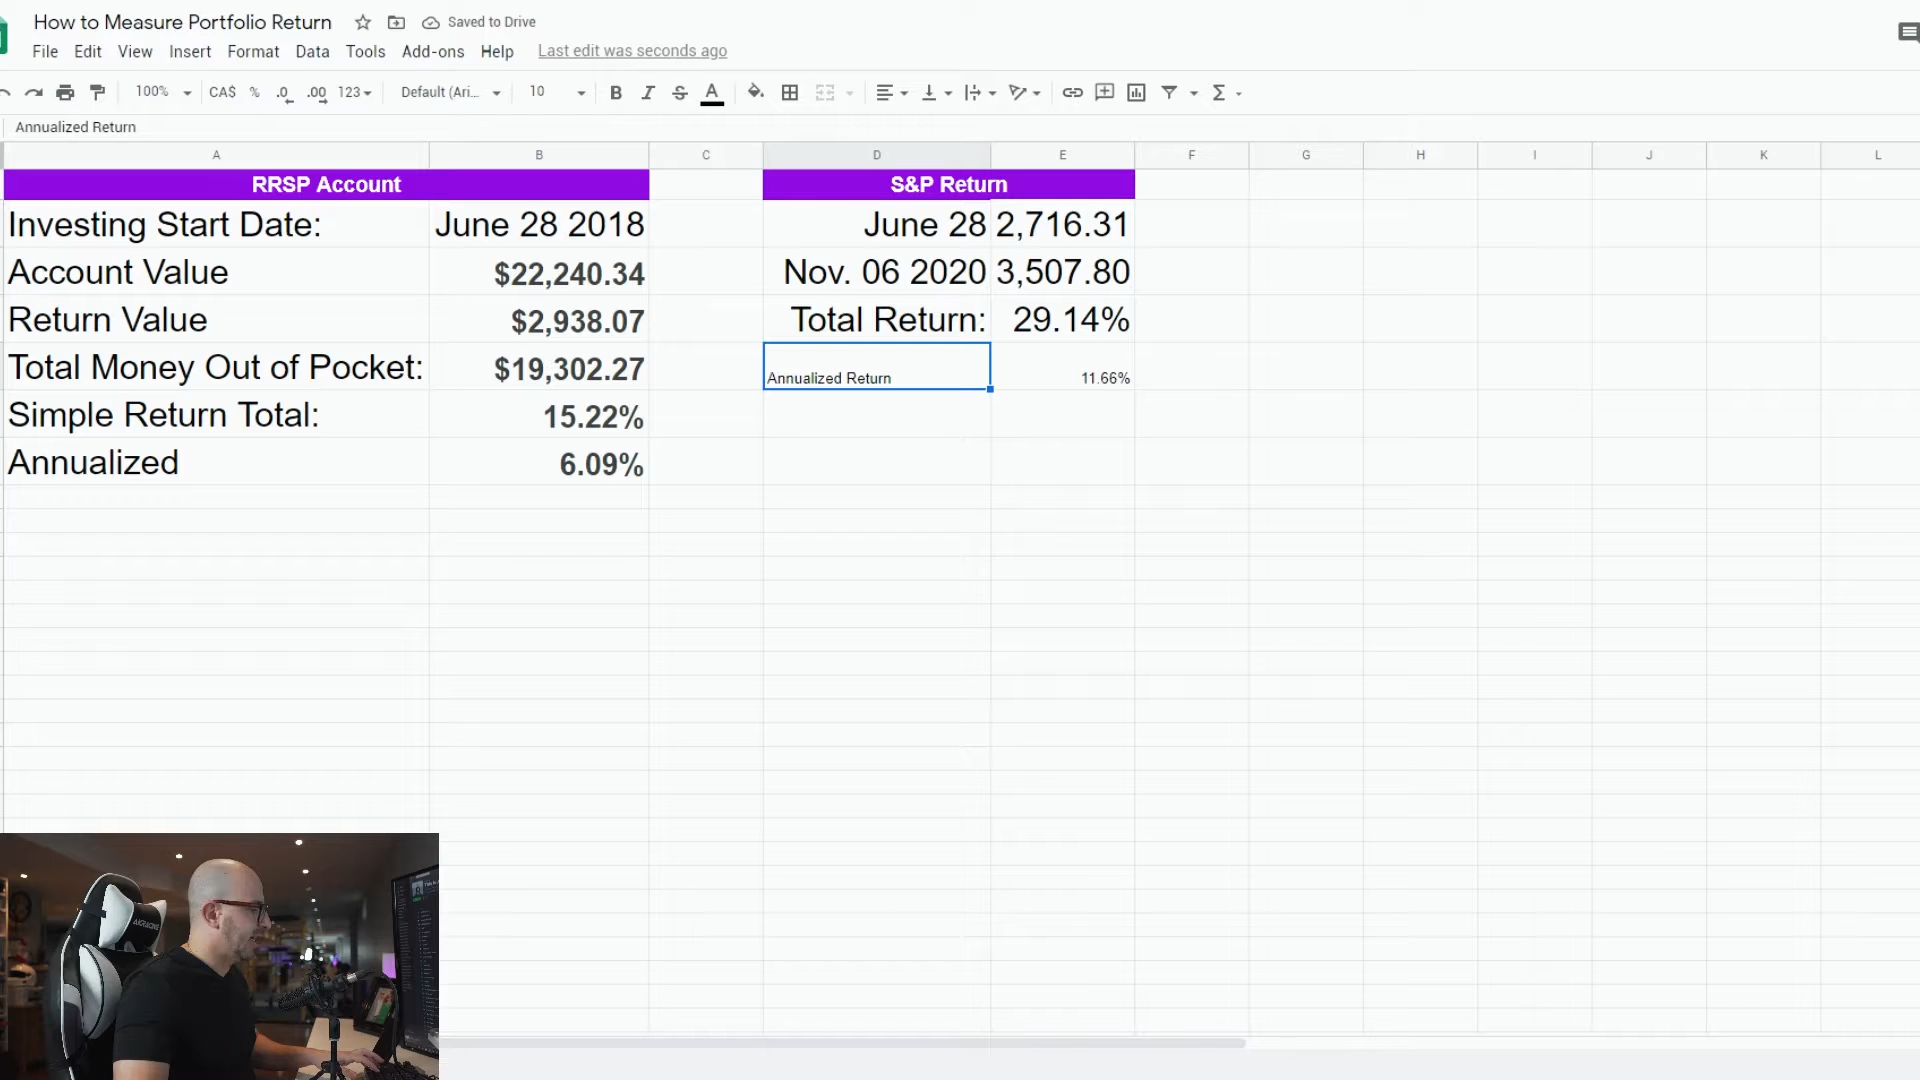 How to Measure Portfolio Return
Saved to Drive
File Edit View Insert Format Data Tools Add-ons Help Last edit was seconds ago
100% CA$ % .0 .00 123 Default (Ari... 10 B I S A Σ
Annualized Return
A B C D E F G H I J K L
RRSP Account S&P Return
Investing Start Date: June 28 2018 June 28 2,716.31
Account Value $22,240.34 Nov. 06 2020 3,507.80
Return Value $2,938.07 Total Return: 29.14%
Total Money Out of Pocket: $19,302.27 Annualized Return 11.66%
Simple Return Total: 15.22%
Annualized 6.09%
AKRACING